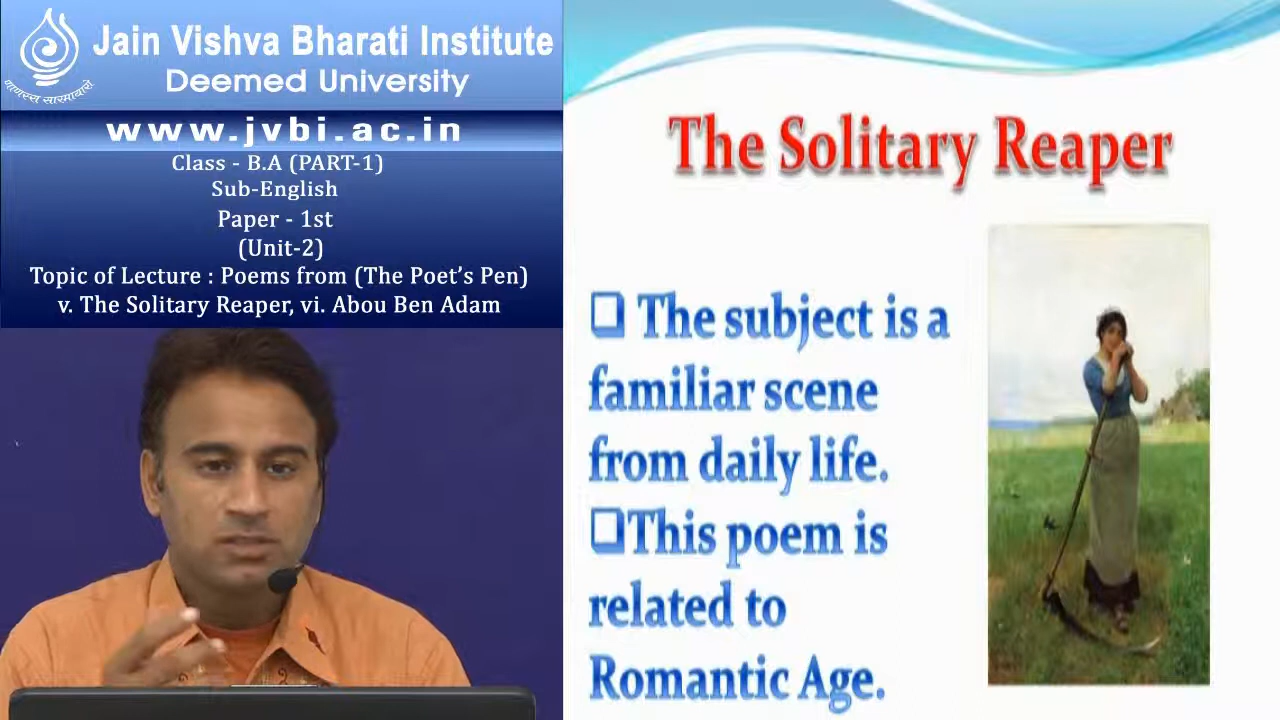 Jain Vishva Bharati Institute
Deemed University
णाणस्स सारमायारो
www.jvbi.ac.in
Class - B.A (PART-1)
Sub-English
Paper - 1st
(Unit-2)
Topic of Lecture : Poems from (The Poet’s Pen)
v. The Solitary Reaper, vi. Abou Ben Adam
The Solitary Reaper
❑ The subject is a
familiar scene
from daily life.
❑This poem is
related to
Romantic Age.